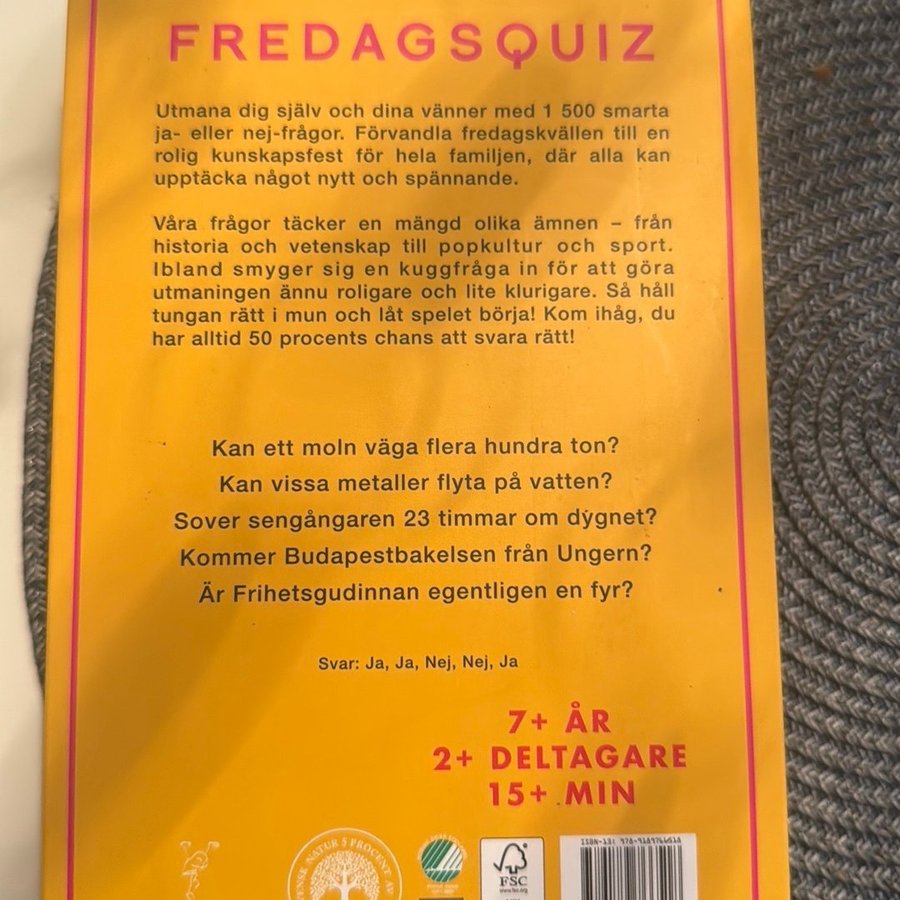 FREDAGSQUIZ
Utmana dig själv och dina vänner med 1 500 smarta
ja- eller nej-frågor. Förvandla fredagskvällen till en
rolig kunskapsfest för hela familjen, där alla kan
upptäcka något nytt och spännande.
Våra frågor täcker en mängd olika ämnen – från
historia och vetenskap till popkultur och sport.
Ibland smyger sig en kuggfråga in för att göra
utmaningen ännu roligare och lite klurigare. Så håll
tungan rätt i mun och låt spelet börja! Kom ihåg, du
har alltid 50 procents chans att svara rätt!
Kan ett moln väga flera hundra ton?
Kan vissa metaller flyta på vatten?
Sover sengångaren 23 timmar om dygnet?
Kommer Budapestbakelsen från Ungern?
Är Frihetsgudinnan egentligen en fyr?
Svar: Ja, Ja, Nej, Nej, Ja
7+ ÅR
2+ DELTAGARE
15+ MIN
NATUR 5 PROCENT AV
FSC
ISBN-13: